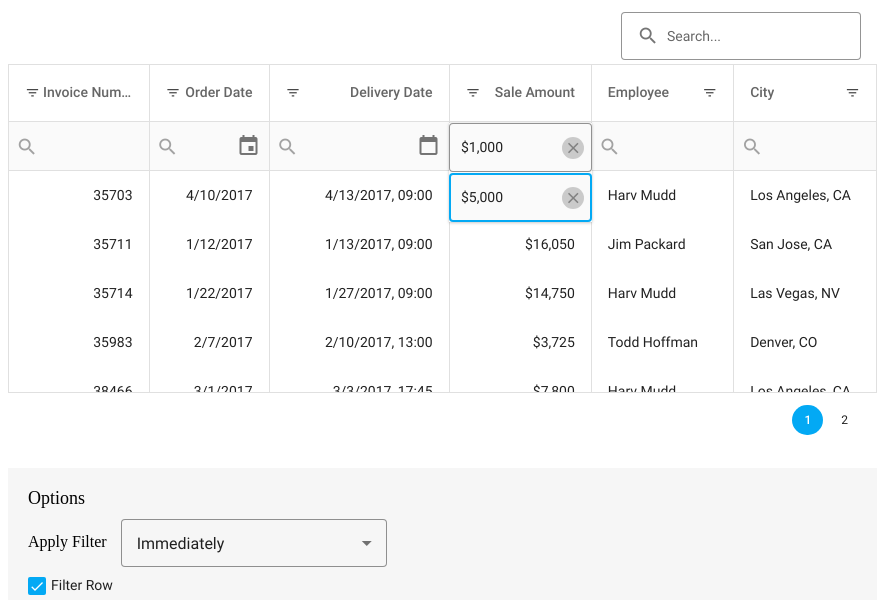 Search...
Invoice Num... Order Date Delivery Date Sale Amount Employee City
$1,000
35703 4/10/2017 4/13/2017, 09:00 $5,000 Harv Mudd Los Angeles, CA
35711 1/12/2017 1/13/2017, 09:00 $16,050 Jim Packard San Jose, CA
35714 1/22/2017 1/27/2017, 09:00 $14,750 Harv Mudd Las Vegas, NV
35983 2/7/2017 2/10/2017, 13:00 $3,725 Todd Hoffman Denver, CO
38466 3/1/2017 3/3/2017, 17:45 $7,800 Harv Mudd Los Angeles, CA
1 2
Options
Apply Filter Immediately
Filter Row